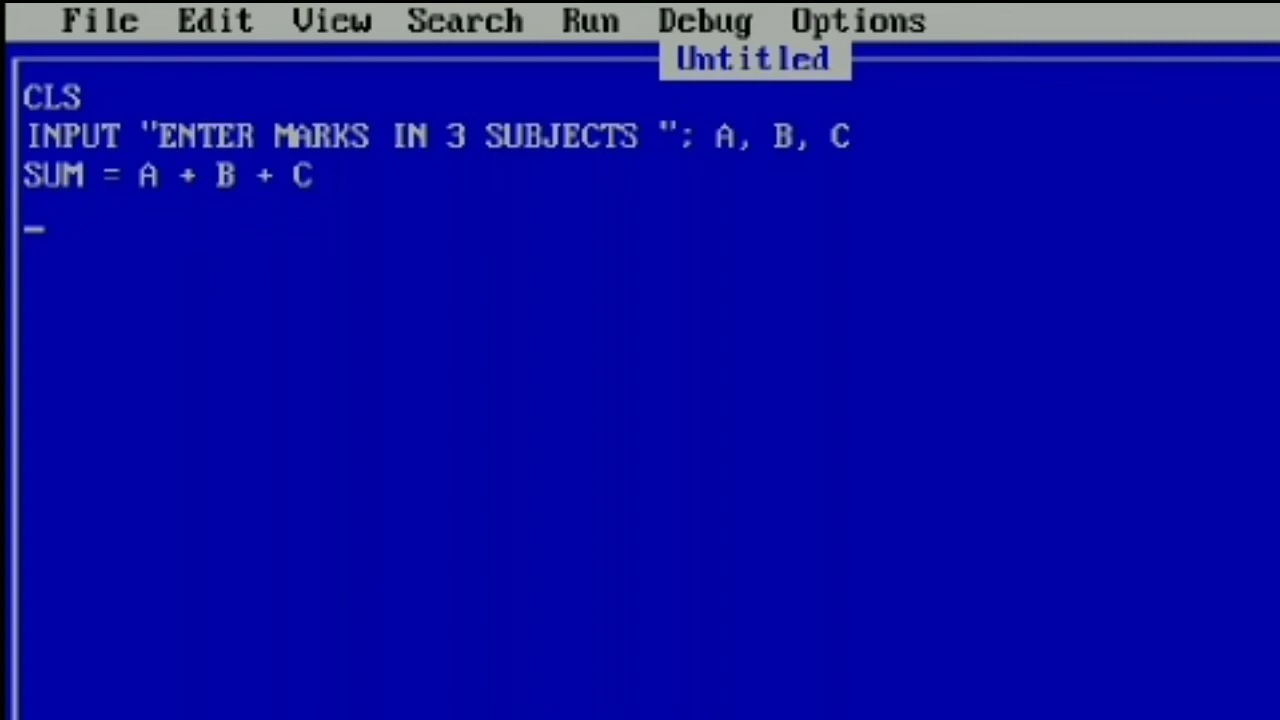 File Edit View Search Run Debug Options
Untitled
CLS
INPUT "ENTER MARKS IN 3 SUBJECTS "; A, B, C
SUM = A + B + C